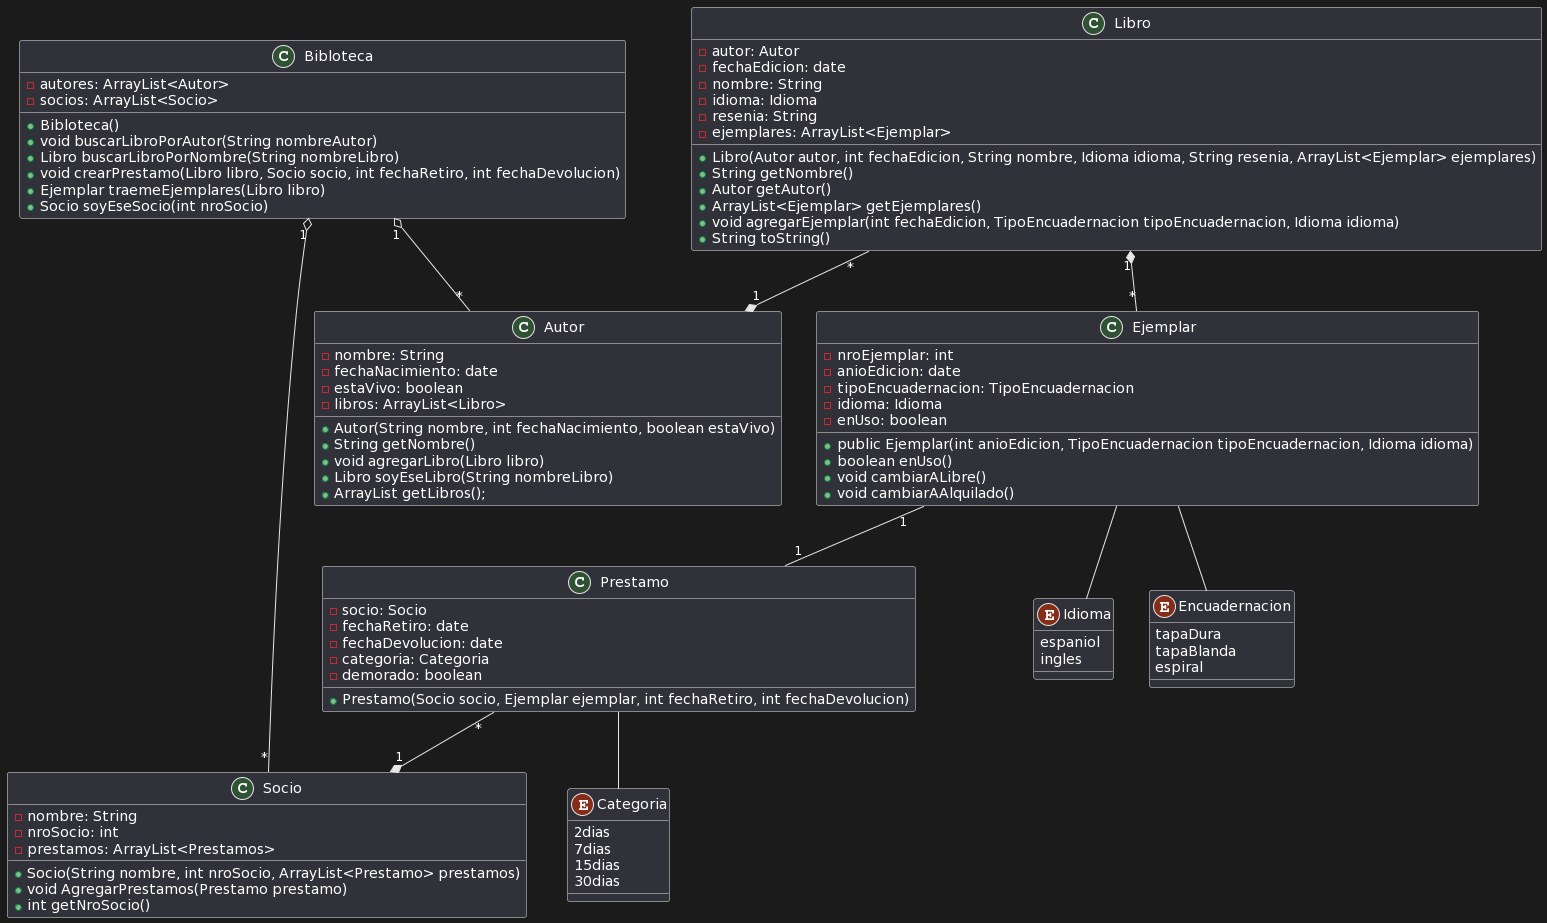 C Bibloteca
autores: ArrayList<Autor>
socios: ArrayList<Socio>
Bibloteca()
void buscarLibroPorAutor(String nombreAutor)
Libro buscarLibroPorNombre(String nombreLibro)
void crearPrestamo(Libro libro, Socio socio, int fechaRetiro, int fechaDevolucion)
Ejemplar traemeEjemplares(Libro libro)
Socio soyEseSocio(int nroSocio)
C Libro
autor: Autor
fechaEdicion: date
nombre: String
idioma: Idioma
resenia: String
ejemplares: ArrayList<Ejemplar>
Libro(Autor autor, int fechaEdicion, String nombre, Idioma idioma, String resenia, ArrayList<Ejemplar> ejemplares)
String getNombre()
Autor getAutor()
ArrayList<Ejemplar> getEjemplares()
void agregarEjemplar(int fechaEdicion, TipoEncuadernacion tipoEncuadernacion, Idioma idioma)
String toString()
1
1
*
1
*
1
*
C Autor
nombre: String
fechaNacimiento: date
estaVivo: boolean
libros: ArrayList<Libro>
Autor(String nombre, int fechaNacimiento, boolean estaVivo)
String getNombre()
void agregarLibro(Libro libro)
Libro soyEseLibro(String nombreLibro)
ArrayList getLibros();
C Ejemplar
nroEjemplar: int
anioEdicion: date
tipoEncuadernacion: TipoEncuadernacion
idioma: Idioma
enUso: boolean
public Ejemplar(int anioEdicion, TipoEncuadernacion tipoEncuadernacion, Idioma idioma)
boolean enUso()
void cambiarALibre()
void cambiarAAlquilado()
1
1
C Prestamo
socio: Socio
fechaRetiro: date
fechaDevolucion: date
categoria: Categoria
demorado: boolean
Prestamo(Socio socio, Ejemplar ejemplar, int fechaRetiro, int fechaDevolucion)
E Idioma
espaniol
ingles
E Encuadernacion
tapaDura
tapaBlanda
espiral
*
*
1
C Socio
nombre: String
nroSocio: int
prestamos: ArrayList<Prestamos>
Socio(String nombre, int nroSocio, ArrayList<Prestamo> prestamos)
void AgregarPrestamos(Prestamo prestamo)
int getNroSocio()
E Categoria
2dias
7dias
15dias
30dias